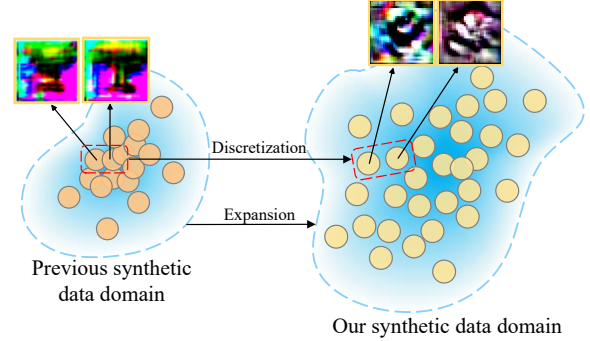 Discretization
Expansion
Previous synthetic
data domain
Our synthetic data domain